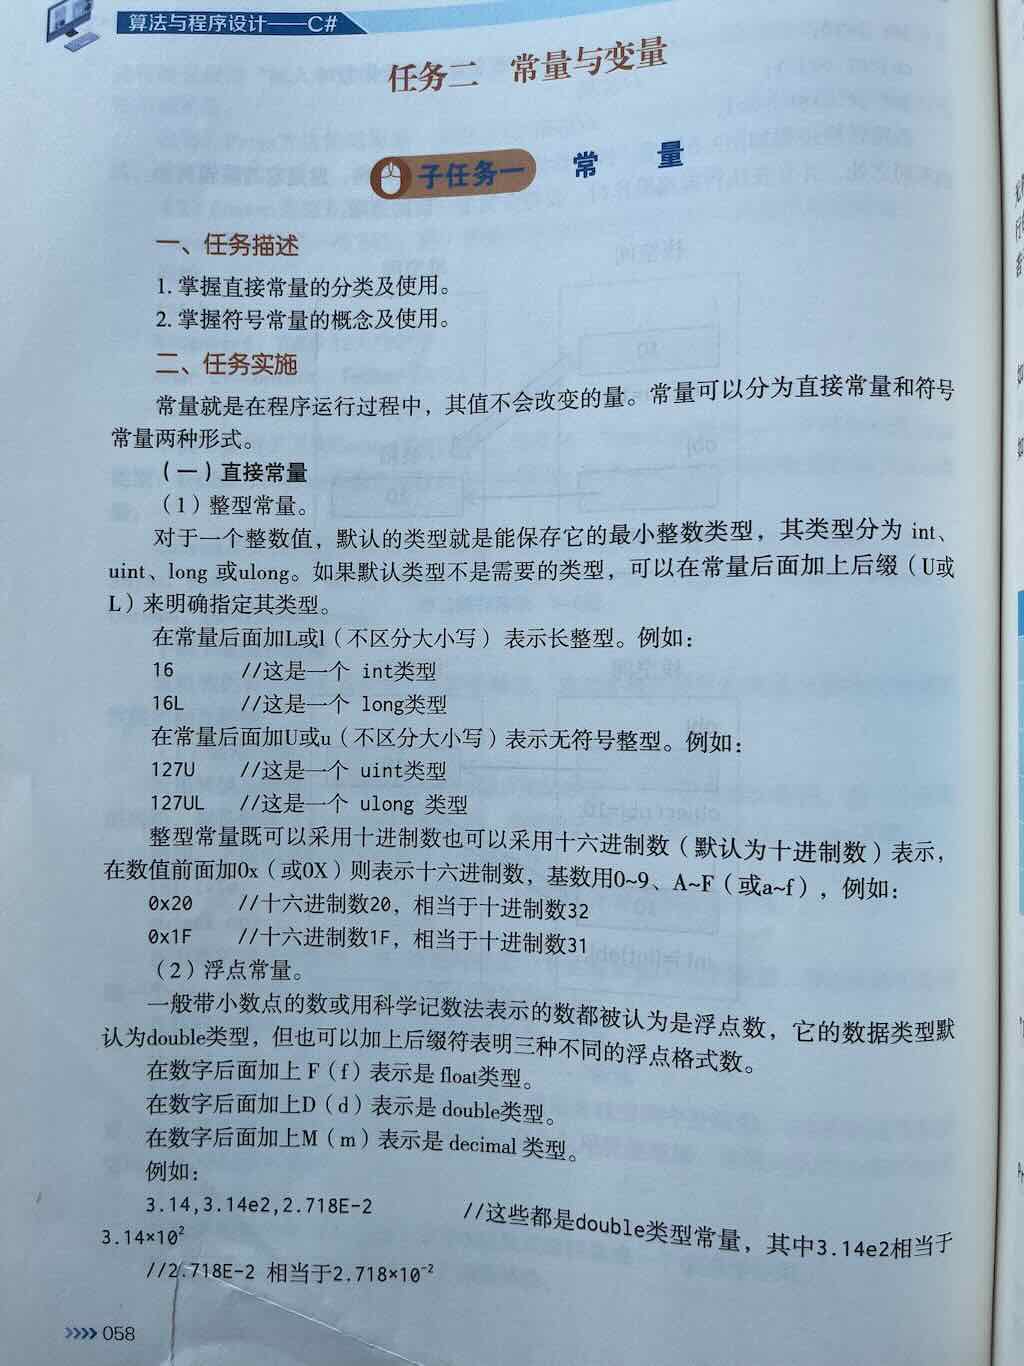 算法与程序设计——C#
任务二 常量与变量
子任务一 常 量
一、任务描述
1. 掌握直接常量的分类及使用。
2. 掌握符号常量的概念及使用。
二、任务实施
常量就是在程序运行过程中，其值不会改变的量。常量可以分为直接常量和符号
常量两种形式。
（一）直接常量
（1）整型常量。
对于一个整数值，默认的类型就是能保存它的最小整数类型，其类型分为 int、
uint、long 或ulong。如果默认类型不是需要的类型，可以在常量后面加上后缀（U或
L）来明确指定其类型。
在常量后面加L或l（不区分大小写）表示长整型。例如：
16 //这是一个 int类型
16L //这是一个 long类型
在常量后面加U或u（不区分大小写）表示无符号整型。例如：
127U //这是一个 uint类型
127UL //这是一个 ulong 类型
整型常量既可以采用十进制数也可以采用十六进制数（默认为十进制数）表示，
在数值前面加0x（或0X）则表示十六进制数，基数用0~9、A~F（或a~f），例如：
0x20 //十六进制数20，相当于十进制数32
0x1F //十六进制数1F，相当于十进制数31
（2）浮点常量。
一般带小数点的数或用科学记数法表示的数都被认为是浮点数，它的数据类型默
认为double类型，但也可以加上后缀符表明三种不同的浮点格式数。
在数字后面加上 F（f）表示是 float类型。
在数字后面加上D（d）表示是 double类型。
在数字后面加上M（m）表示是 decimal 类型。
例如：
3.14,3.14e2,2.718E-2 //这些都是double类型常量，其中3.14e2相当于
3.14×10²
//2.718E-2 相当于2.718×10⁻²
»»» 058